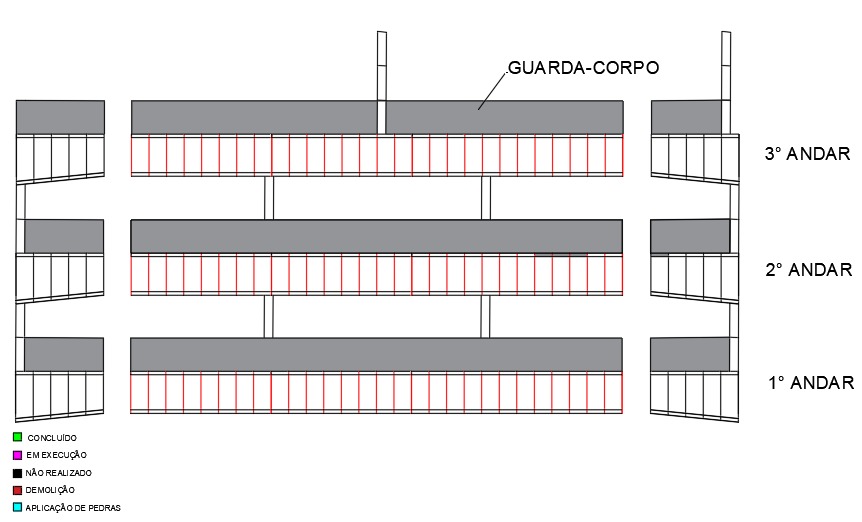 GUARDA-CORPO
3° ANDAR
2° ANDAR
1° ANDAR
CONCLUÍDO
EM EXECUÇÃO
NÃO REALIZADO
DEMOLIÇÃO
APLICAÇÃO DE PEDRAS